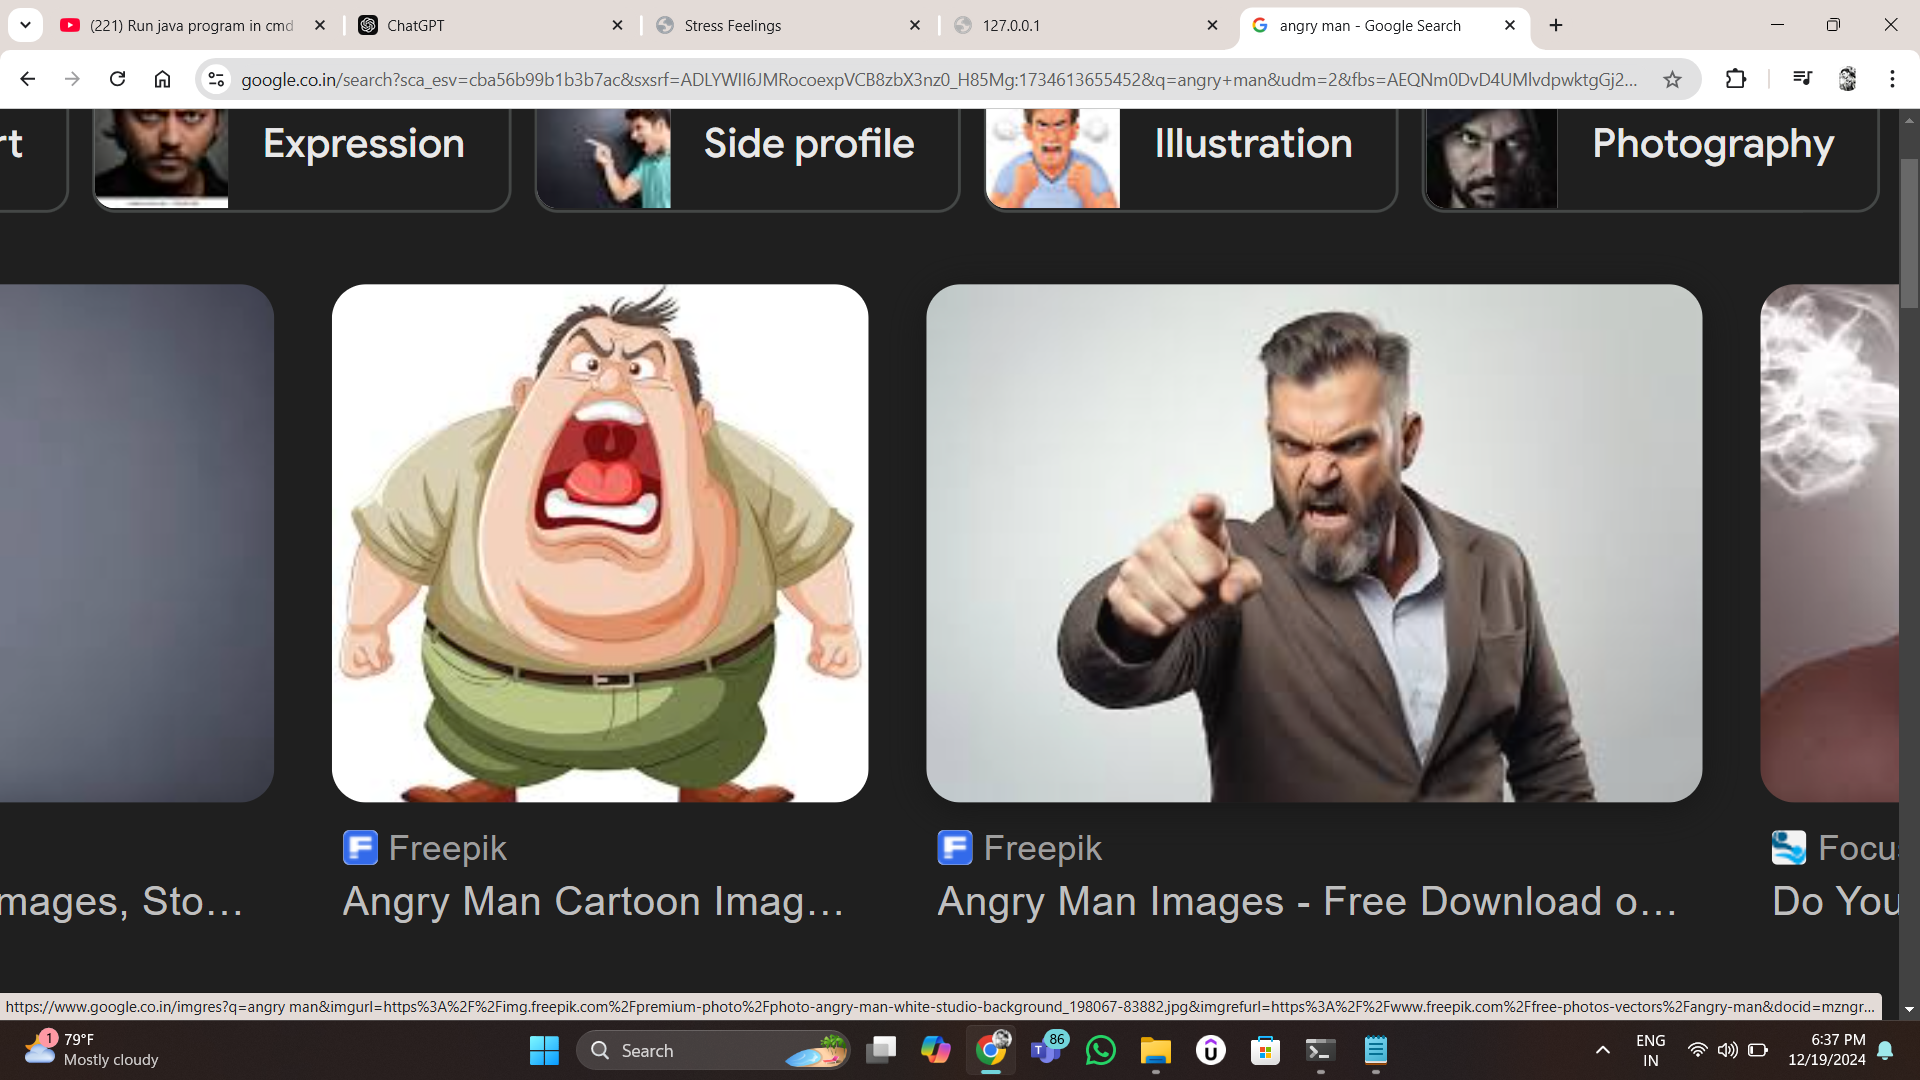 (221) Run java program in cmd
ChatGPT
Stress Feelings
127.0.0.1
angry man - Google Search
google.co.in/search?sca_esv=cba56b99b1b3b7ac&sxsrf=ADLYWII6JMRocoexpVCB8zbX3nz0_H85Mg:1734613655452&q=angry+man&udm=2&fbs=AEQNm0DvD4UMlvdpwktgGj2...
rt
Expression
Side profile
Illustration
Photography
Freepik
Freepik
Focus
mages, Sto...
Angry Man Cartoon Imag...
Angry Man Images - Free Download o...
Do You
https://www.google.co.in/imgres?q=angry man&imgurl=https%3A%2F%2Fimg.freepik.com%2Fpremium-photo%2Fphoto-angry-man-white-studio-background_198067-83882.jpg&imgrefurl=https%3A%2F%2Fwww.freepik.com%2Ffree-photos-vectors%2Fangry-man&docid=mzngr...
1
79°F
Mostly cloudy
Search
86
ENG
IN
6:37 PM
12/19/2024